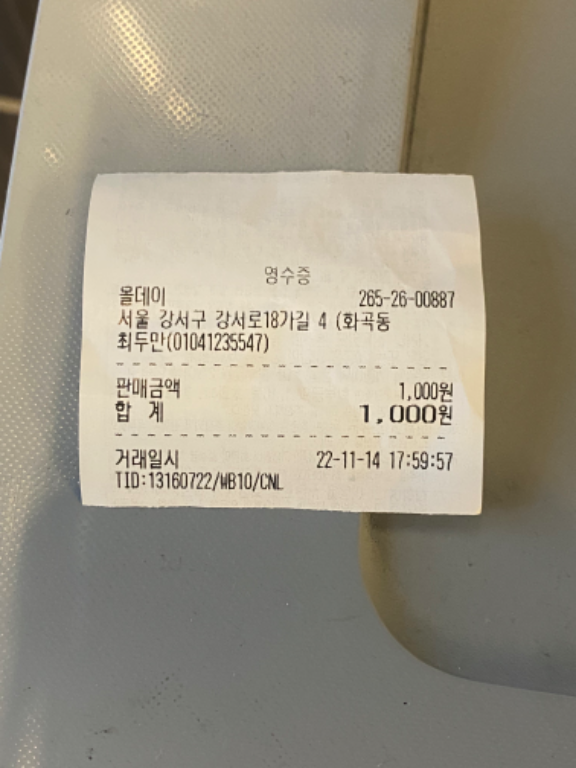 영수증
올데이 265-26-00887
서울 강서구 강서로18가길 4 (화곡동
최두만(01041235547)
판매금액 1,000원
합 계 1,000원
거래일시 22-11-14 17:59:57
TID:13160722/WB10/CNL